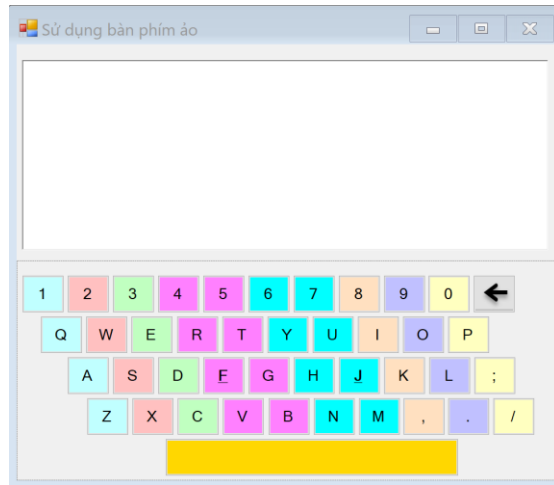 Sử dụng bàn phím ảo
1 2 3 4 5 6 7 8 9 0
Q W E R T Y U I O P
A S D F G H J K L ;
Z X C V B N M , . /